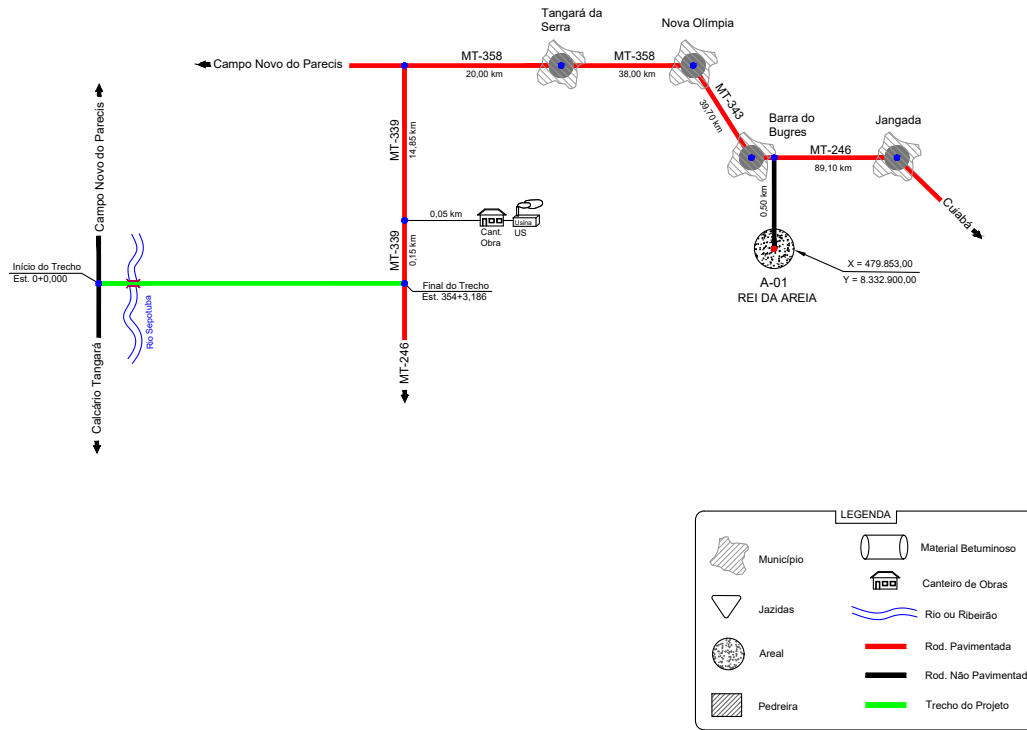 Tangará da
Serra
Nova Olímpia
MT-358
20,00 km
MT-358
38,00 km
Campo Novo do Parecis
MT-343
39,70 km
Barra do
Bugres
Jangada
MT-246
89,10 km
Cuiabá
Campo Novo do Parecis
MT-339
14,85 km
0,50 km
0,05 km
Cant.
Obra
Usina
US
MT-339
0,15 km
Início do Trecho
Est. 0+0,000
Final do Trecho
Est. 354+3,186
X = 479.853,00
Y = 8.332.900,00
A-01
REI DA AREIA
Rio Sepotuba
Calcário Tangará
MT-246
LEGENDA
Município
Material Betuminoso
Canteiro de Obras
Jazidas
Rio ou Ribeirão
Areal
Rod. Pavimentada
Rod. Não Pavimentad
Pedreira
Trecho do Projeto